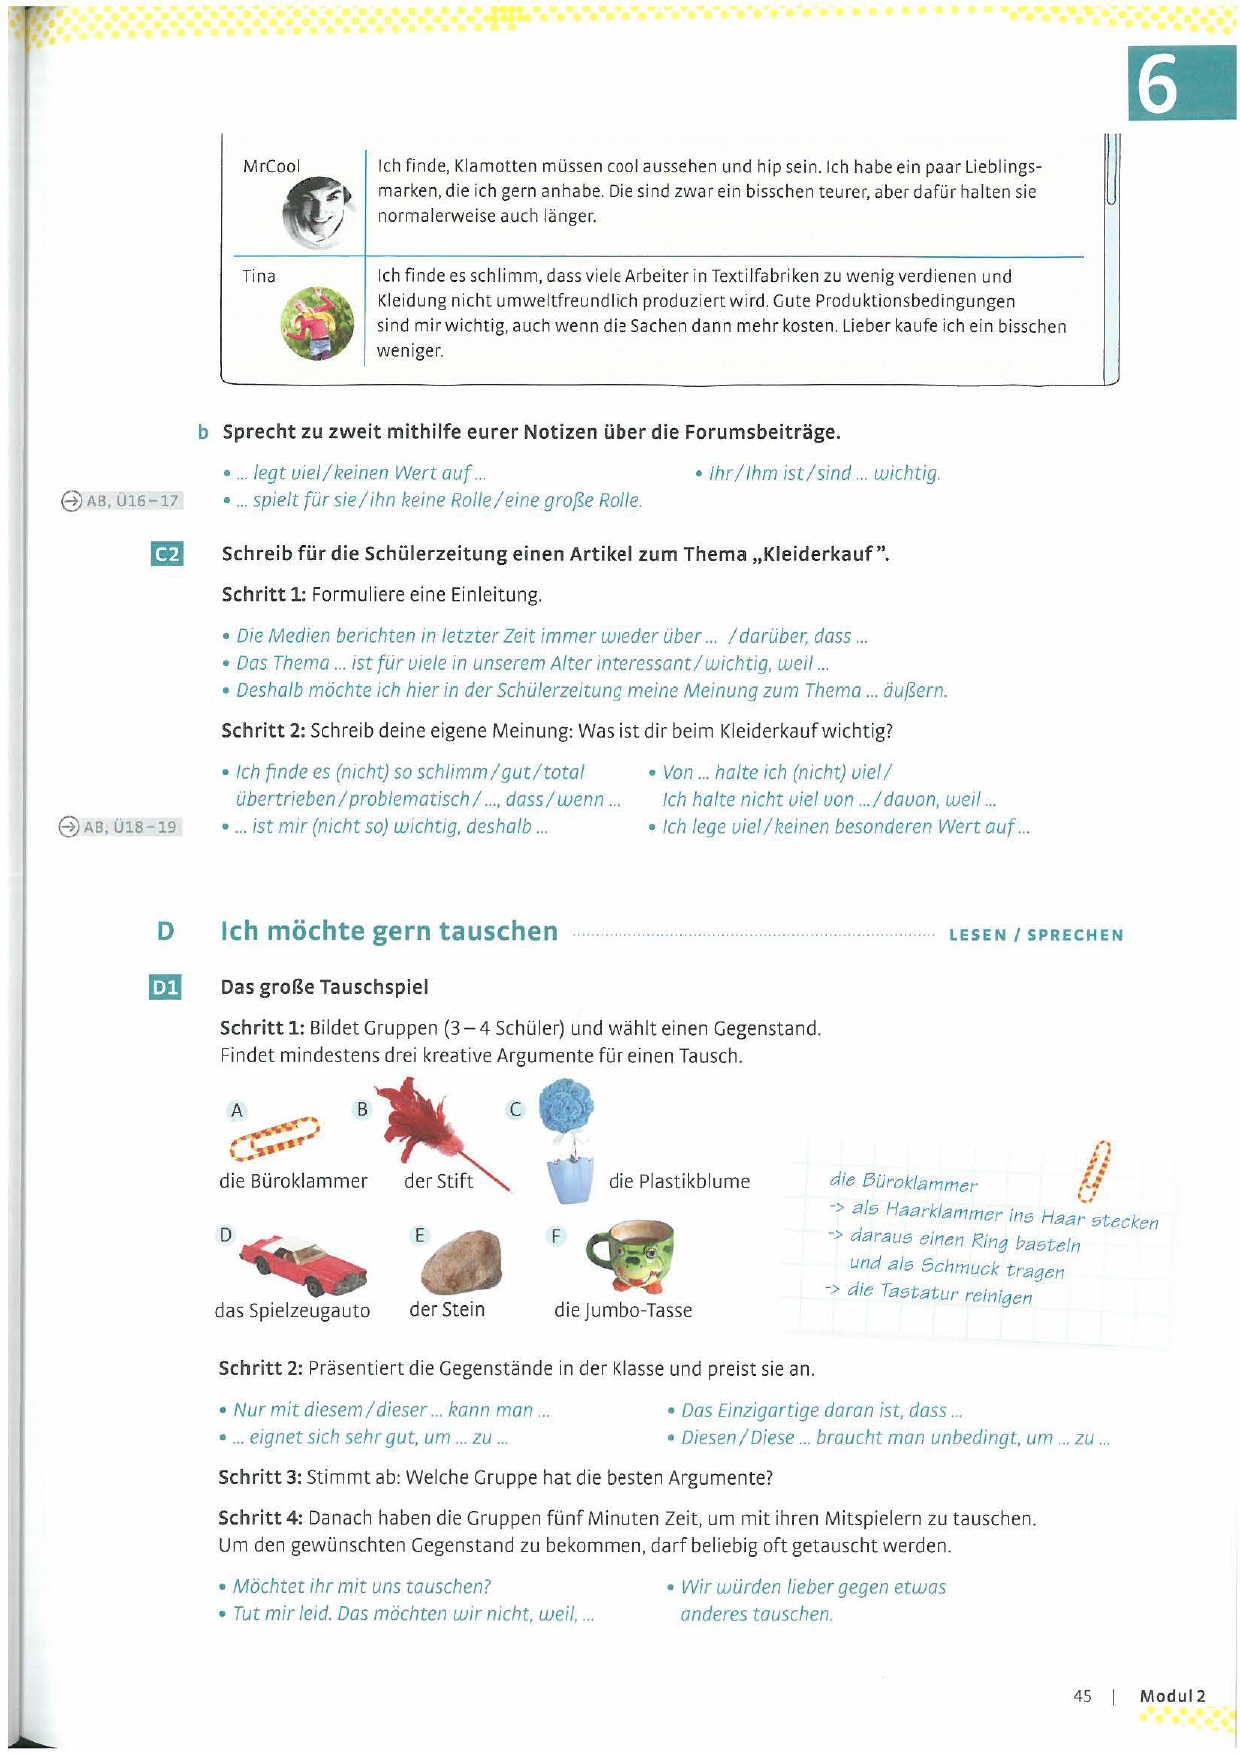 6
MrCool
Ich finde, Klamotten müssen cool aussehen und hip sein. Ich habe ein paar Lieblings-
marken, die ich gern anhabe. Die sind zwar ein bisschen teurer, aber dafür halten sie
normalerweise auch länger.
Tina
Ich finde es schlimm, dass viele Arbeiter in Textilfabriken zu wenig verdienen und
Kleidung nicht umweltfreundlich produziert wird. Gute Produktionsbedingungen
sind mir wichtig, auch wenn die Sachen dann mehr kosten. Lieber kaufe ich ein bisschen
weniger.
b Sprecht zu zweit mithilfe eurer Notizen über die Forumsbeiträge.
• ... legt viel/keinen Wert auf ... • Ihr/Ihm ist/sind ... wichtig.
AB, Ü16–17 • ... spielt für sie/ihn keine Rolle/eine große Rolle.
C2 Schreib für die Schülerzeitung einen Artikel zum Thema „Kleiderkauf”.
Schritt 1: Formuliere eine Einleitung.
• Die Medien berichten in letzter Zeit immer wieder über ... /darüber, dass ...
• Das Thema ... ist für viele in unserem Alter interessant/wichtig, weil ...
• Deshalb möchte ich hier in der Schülerzeitung meine Meinung zum Thema ... äußern.
Schritt 2: Schreib deine eigene Meinung: Was ist dir beim Kleiderkauf wichtig?
• Ich finde es (nicht) so schlimm/gut/total • Von ... halte ich (nicht) viel/
übertrieben/problematisch/..., dass/wenn ... Ich halte nicht viel von .../davon, weil ...
AB, Ü18–19 • ... ist mir (nicht so) wichtig, deshalb ... • Ich lege viel/keinen besonderen Wert auf ...
D Ich möchte gern tauschen LESEN / SPRECHEN
D1 Das große Tauschspiel
Schritt 1: Bildet Gruppen (3–4 Schüler) und wählt einen Gegenstand.
Findet mindestens drei kreative Argumente für einen Tausch.
A B C
die Büroklammer der Stift die Plastikblume
D E F
das Spielzeugauto der Stein die Jumbo-Tasse
die Büroklammer
-> als Haarklammer ins Haar stecken
-> daraus einen Ring basteln
und als Schmuck tragen
-> die Tastatur reinigen
Schritt 2: Präsentiert die Gegenstände in der Klasse und preist sie an.
• Nur mit diesem/dieser ... kann man ... • Das Einzigartige daran ist, dass ...
• ... eignet sich sehr gut, um ... zu ... • Diesen/Diese ... braucht man unbedingt, um ... zu ...
Schritt 3: Stimmt ab: Welche Gruppe hat die besten Argumente?
Schritt 4: Danach haben die Gruppen fünf Minuten Zeit, um mit ihren Mitspielern zu tauschen.
Um den gewünschten Gegenstand zu bekommen, darf beliebig oft getauscht werden.
• Möchtet ihr mit uns tauschen? • Wir würden lieber gegen etwas
• Tut mir leid. Das möchten wir nicht, weil, ... anderes tauschen.
45 | Modul 2